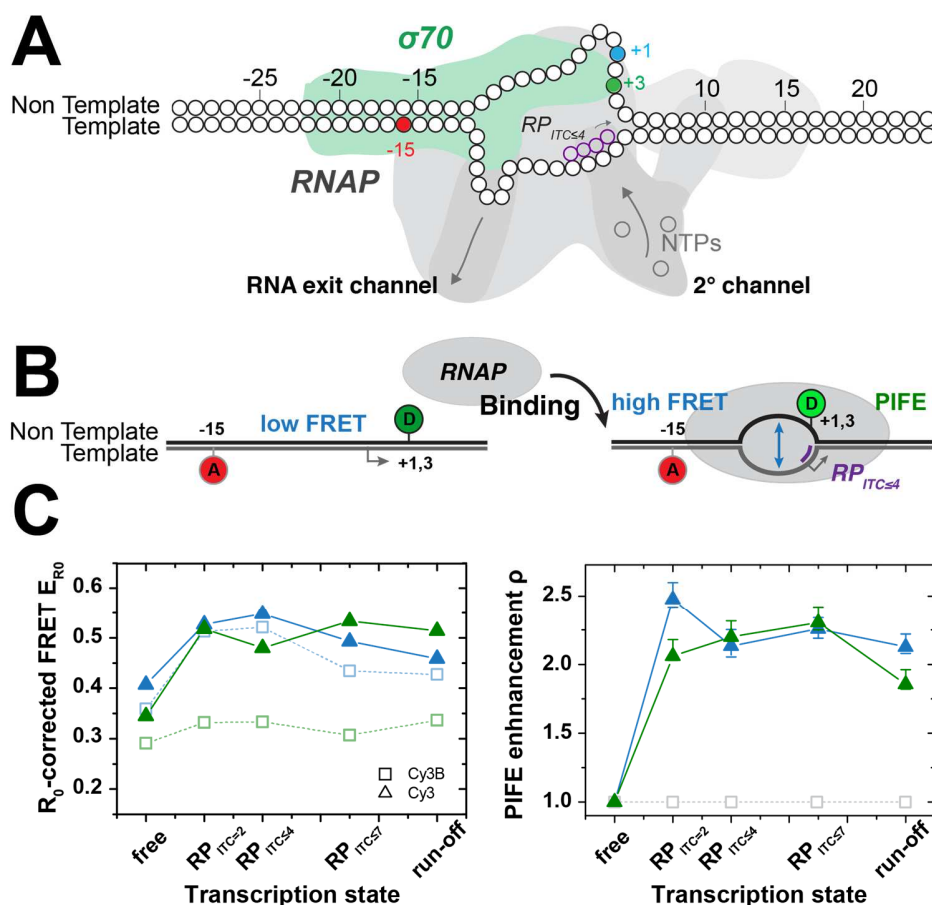 A
σ70
+1
+3
-25
-20
-15
10
15
20
Non Template
Template
-15
RP ITC≤4
RNAP
NTPs
RNA exit channel
2° channel
B
RNAP
Binding
-15
low FRET
D
Non Template
Template
A
+1,3
high FRET
D
PIFE
-15
+1,3
A
RP ITC≤4
C
R0-corrected FRET ER0
0.6
0.5
0.4
0.3
0.2
Cy3B
Cy3
free
RP ITC=2
RP ITC≤4
RP ITC≤7
run-off
Transcription state
PIFE enhnancement ρ
2.5
2.0
1.5
1.0
free
RP ITC=2
RP ITC≤4
RP ITC≤7
run-off
Transcription state